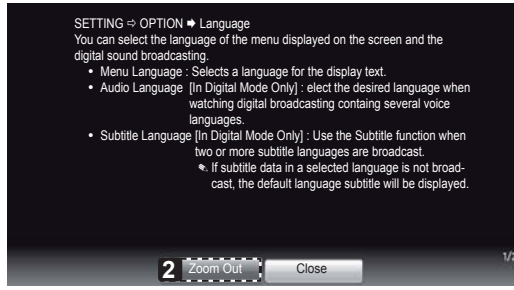 SETTING ⇨ OPTION ➡ Language
You can select the language of the menu displayed on the screen and the
digital sound broadcasting.
• Menu Language : Selects a language for the display text.
• Audio Language [In Digital Mode Only] : elect the desired language when
watching digital broadcasting containg several voice
languages.
• Subtitle Language [In Digital Mode Only] : Use the Subtitle function when
two or more subtitle languages are broadcast.
✎ If subtitle data in a selected language is not broad-
cast, the default language subtitle will be displayed.
1/2
2 Zoom Out Close